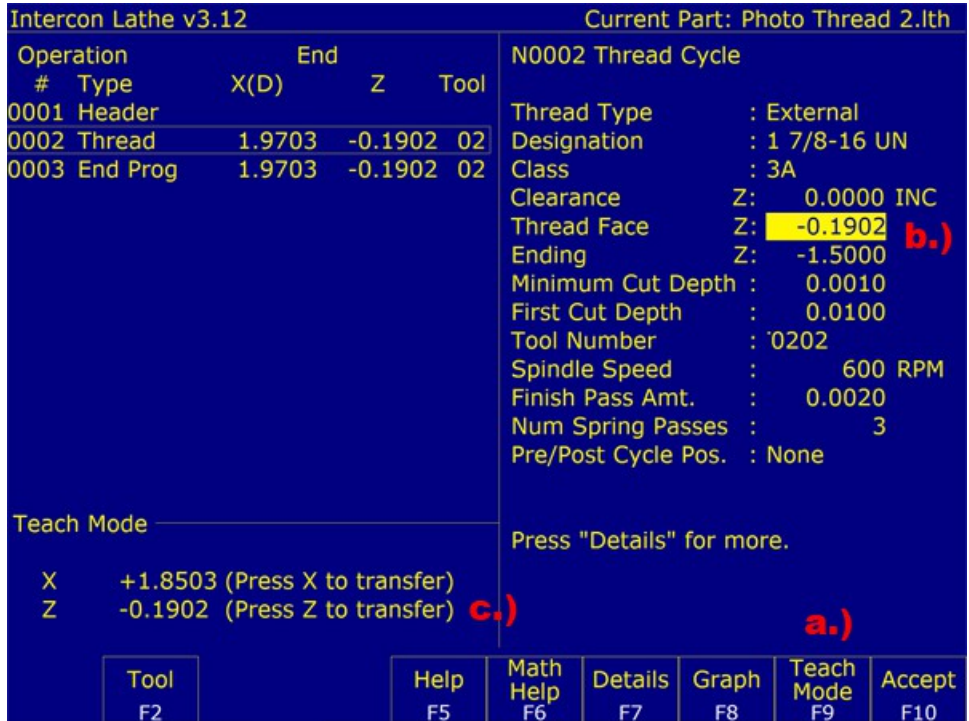 Intercon Lathe v3.12 Current Part: Photo Thread 2.lth
Operation End
# Type X(D) Z Tool
0001 Header
0002 Thread 1.9703 -0.1902 02
0003 End Prog 1.9703 -0.1902 02
N0002 Thread Cycle
Thread Type : External
Designation : 1 7/8-16 UN
Class : 3A
Clearance Z: 0.0000 INC
Thread Face Z: -0.1902 b.)
Ending Z: -1.5000
Minimum Cut Depth : 0.0010
First Cut Depth : 0.0100
Tool Number : 0202
Spindle Speed : 600 RPM
Finish Pass Amt. : 0.0020
Num Spring Passes : 3
Pre/Post Cycle Pos. : None
Press "Details" for more.
Teach Mode
X +1.8503 (Press X to transfer)
Z -0.1902 (Press Z to transfer) c.)
a.)
Tool
F2
Help
F5
Math
Help
F6
Details
F7
Graph
F8
Teach
Mode
F9
Accept
F10